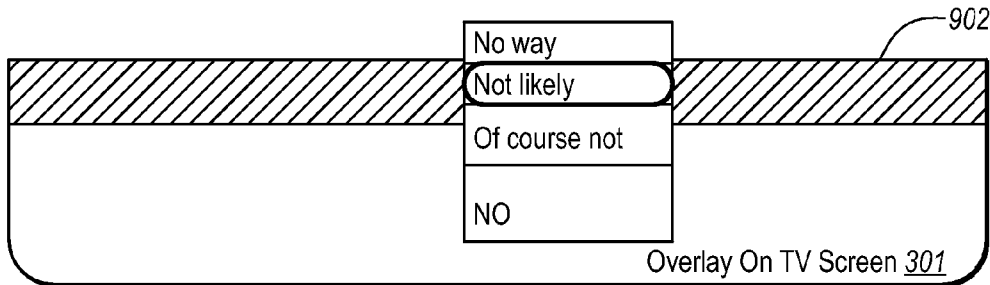 902
No way
Not likely
Of course not
NO
Overlay On TV Screen 301